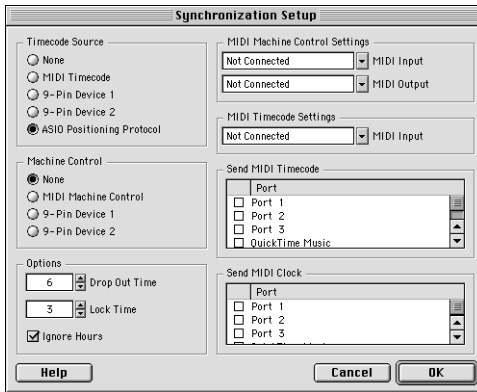 Synchronization Setup
Timecode Source
None
MIDI Timecode
9-Pin Device 1
9-Pin Device 2
ASIO Positioning Protocol
Machine Control
None
MIDI Machine Control
9-Pin Device 1
9-Pin Device 2
Options
6 Drop Out Time
3 Lock Time
Ignore Hours
MIDI Machine Control Settings
Not Connected MIDI Input
Not Connected MIDI Output
MIDI Timecode Settings
Not Connected MIDI Input
Send MIDI Timecode
Port
Port 1
Port 2
Port 3
QuickTime Music
Send MIDI Clock
Port
Port 1
Port 2
Port 3
Help
Cancel
OK